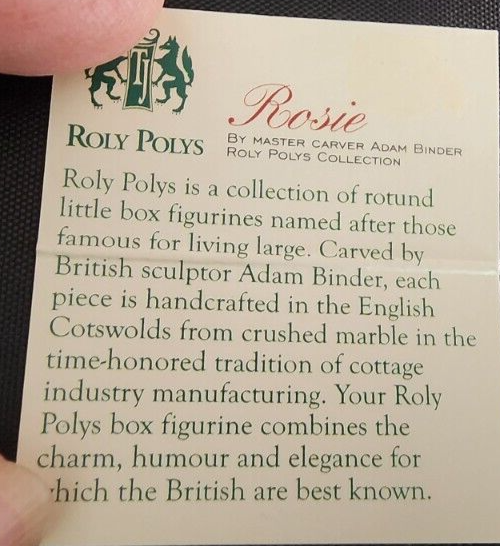 TJ
Rosie
ROLY POLYS
BY MASTER CARVER ADAM BINDER
ROLY POLYS COLLECTION
Roly Polys is a collection of rotund
little box figurines named after those
famous for living large. Carved by
British sculptor Adam Binder, each
piece is handcrafted in the English
Cotswolds from crushed marble in the
time-honored tradition of cottage
industry manufacturing. Your Roly
Polys box figurine combines the
charm, humour and elegance for
which the British are best known.